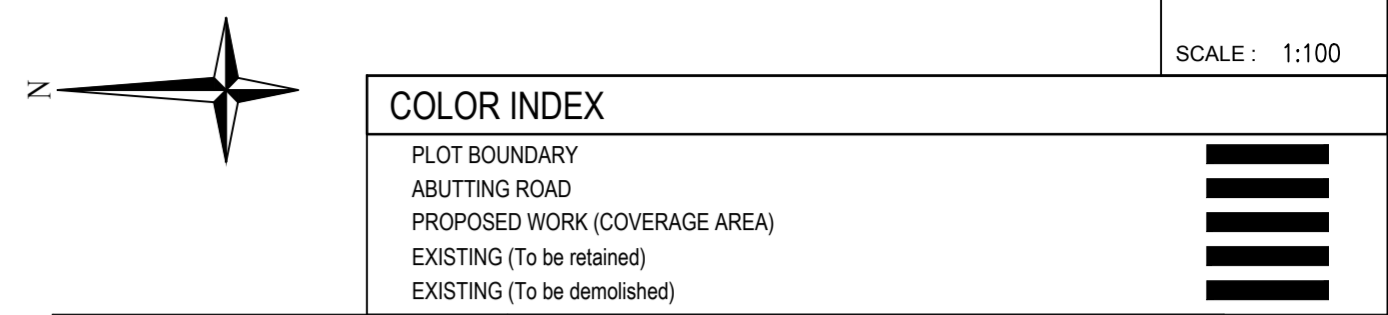 SCALE : 1:100
N
COLOR INDEX
PLOT BOUNDARY
ABUTTING ROAD
PROPOSED WORK (COVERAGE AREA)
EXISTING (To be retained)
EXISTING (To be demolished)